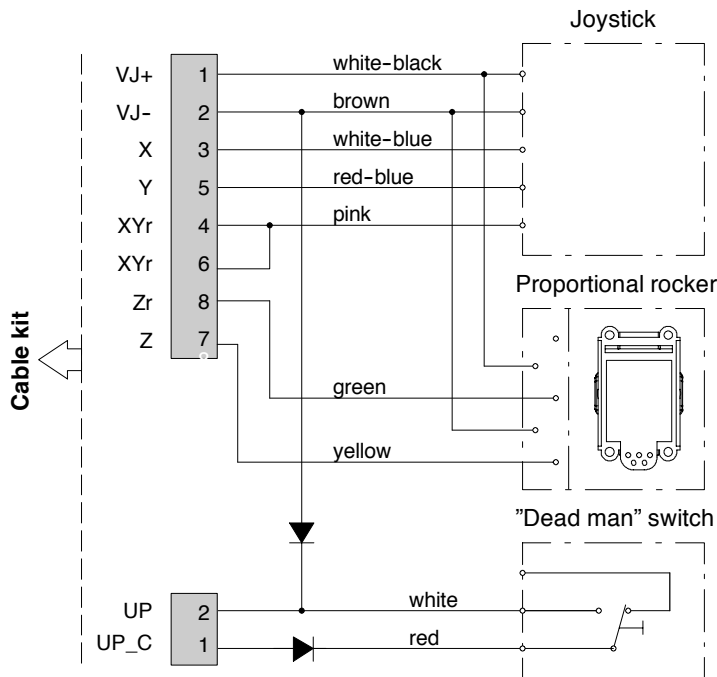 Joystick
VJ+ 1 white-black
VJ- 2 brown
X 3 white-blue
Y 5 red-blue
XYr 4 pink
XYr 6
Proportional rocker
Zr 8
Z 7
Cable kit
green
yellow
”Dead man” switch
UP 2 white
UP_C 1 red